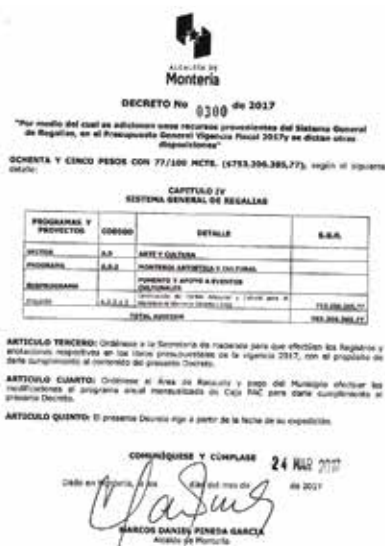 ALCALDÍA DE
Montería
DECRETO No 0300 de 2017
"Por medio del cual se adicionan unos recursos provenientes del Sistema General
de Regalías, en el Presupuesto General Vigencia Fiscal 2017y se dictan otras
disposiciones"
OCHENTA Y CINCO PESOS CON 77/100 MCTE. ($753.206.385,77), según el siguiente
detalle:
CAPITULO IV
SISTEMA GENERAL DE REGALIAS
PROGRAMAS Y PROYECTOS CODIGO DETALLE S.G.R.
SECTOR ARTE Y CULTURA
PROGRAMA MONTERIA ARTISTICA Y CULTURAL
SUBPROGRAMA FOMENTO Y APOYO A EVENTOS
CULTURALES
TOTAL ADICION
ARTICULO TERCERO: Ordénese a la Secretaría de Hacienda para que efectúen los Registros y
anotaciones respectivas en los libros presupuestales de la vigencia 2017, con el propósito de
darle cumplimiento al contenido del presente Decreto.
ARTICULO CUARTO: Ordénese al Área de Recaudo y pago del Municipio efectuar las
modificaciones al programa anual mensualizado de Caja PAC para darle cumplimiento al
presente Decreto.
ARTICULO QUINTO: El presente Decreto rige a partir de la fecha de su expedición.
COMUNÍQUESE Y CÚMPLASE
24 MAR 2017
Dado en Montería, a los días del mes de de 2017
MARCOS DANIEL PINEDA GARCÍA
Alcalde de Montería